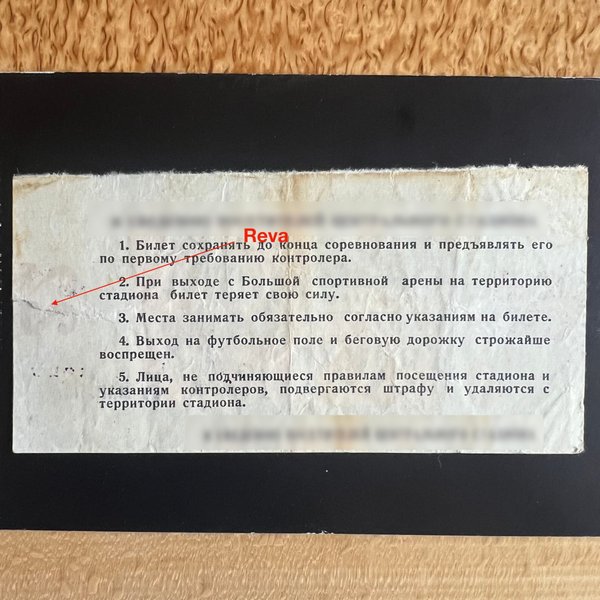 Reva
1. Билет сохранять до конца соревнования и предъявлять его
по первому требованию контролера.
2. При выходе с Большой спортивной арены на территорию
стадиона билет теряет свою силу.
3. Места занимать обязательно согласно указаниям на билете.
4. Выход на футбольное поле и беговую дорожку строжайше
воспрещен.
5. Лица, не подчиняющиеся правилам посещения стадиона и
указаниям контролеров, подвергаются штрафу и удаляются с
территории стадиона.